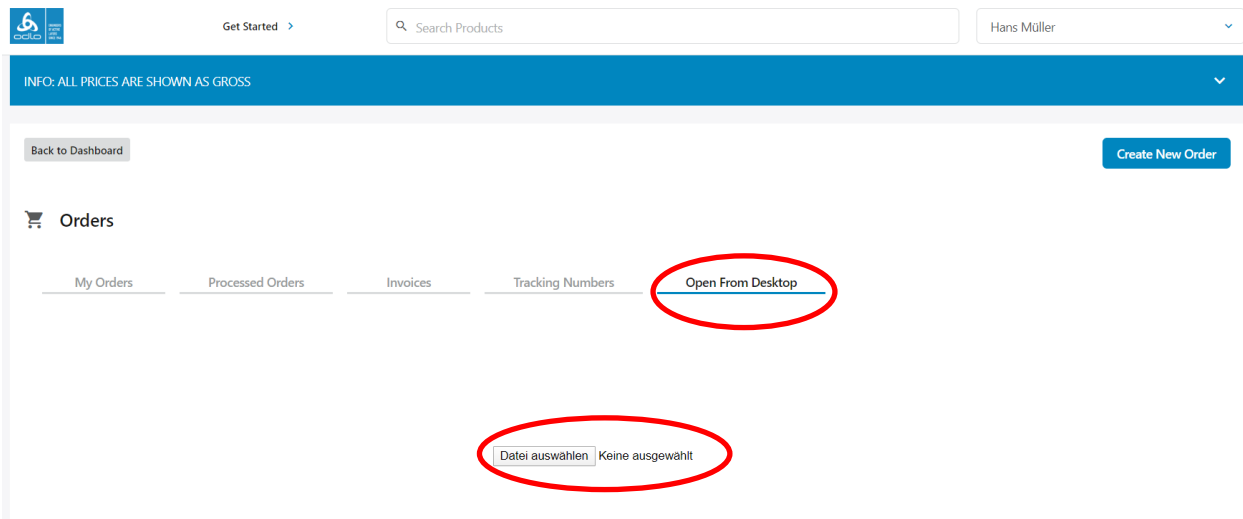 odlo
Get Started >
Search Products
Hans Müller
INFO: ALL PRICES ARE SHOWN AS GROSS
Back to Dashboard
Create New Order
Orders
My Orders Processed Orders Invoices Tracking Numbers Open From Desktop
Datei auswählen Keine ausgewählt